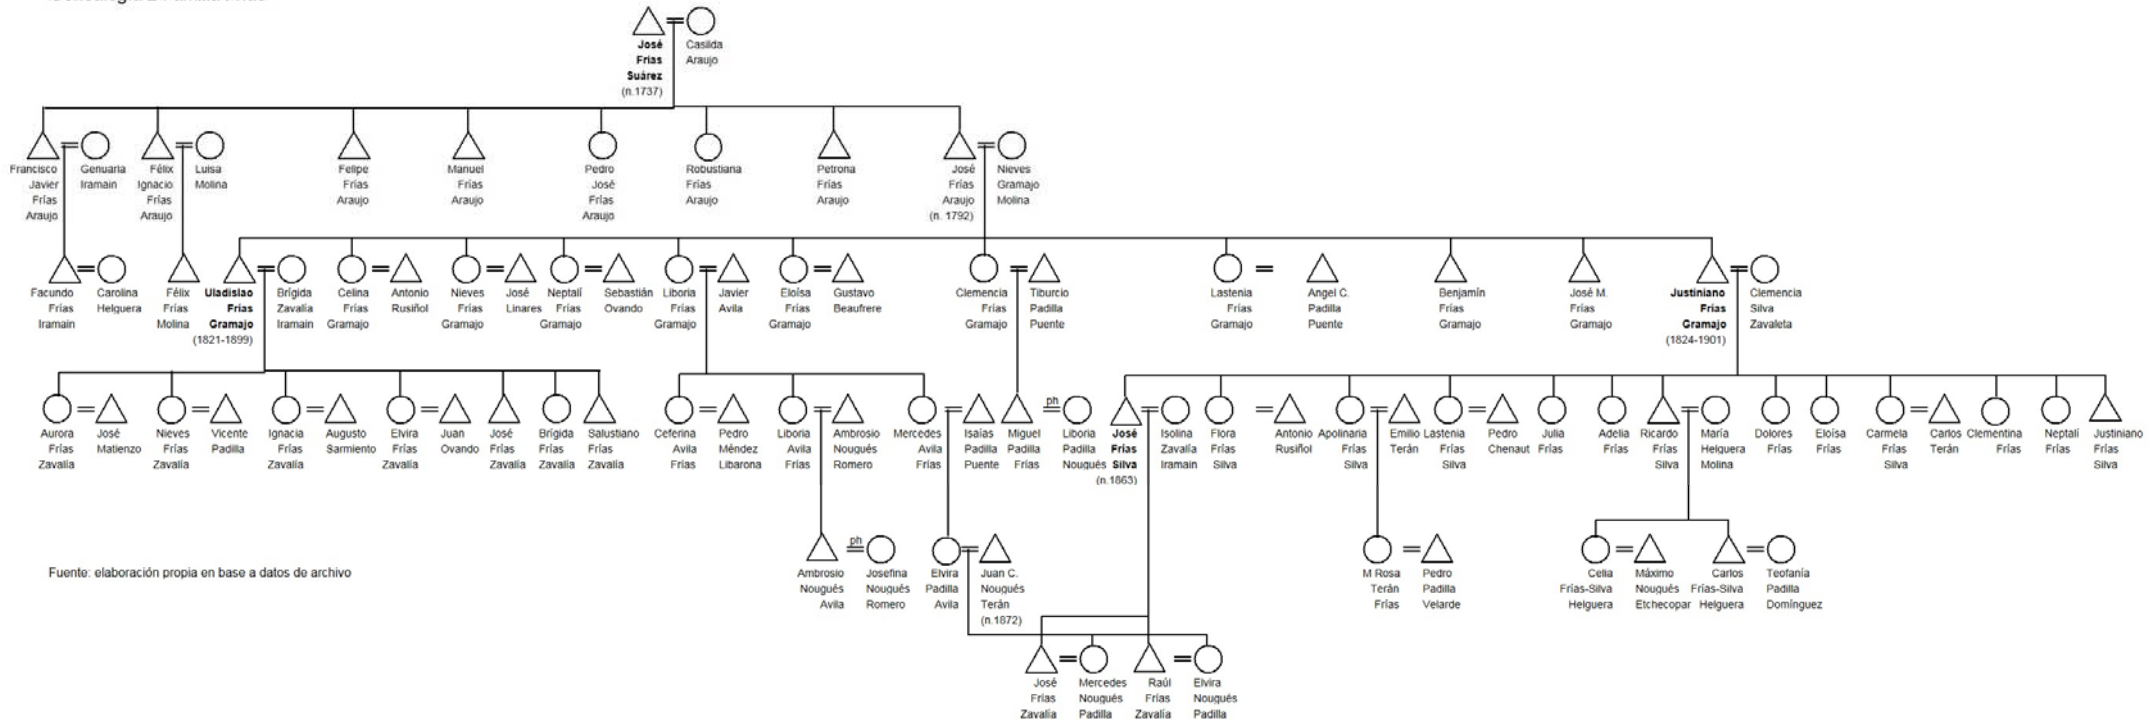 Genealogía 2 Familia Frías
José
Frías
Suárez
(n.1737)
Casilda
Araujo
Francisco
Javier
Frías
Araujo
Genuaria
Iramain
Félix
Ignacio
Frías
Araujo
Luisa
Molina
Felipe
Frías
Araujo
Manuel
Frías
Araujo
Pedro
José
Frías
Araujo
Robustiana
Frías
Araujo
Petrona
Frías
Araujo
José
Frías
Araujo
(n. 1792)
Nieves
Gramajo
Molina
Facundo
Frías
Iramain
Carolina
Helguera
Félix
Frías
Molina
Uladislao
Frías
Gramajo
(1821-1899)
Brígida
Zavalía
Iramain
Celina
Frías
Gramajo
Antonio
Rusiñol
Nieves
Frías
Gramajo
José
Linares
Neptalí
Frías
Gramajo
Sebastián
Ovando
Liboria
Frías
Gramajo
Javier
Avila
Eloísa
Frías
Gramajo
Gustavo
Beaufrere
Clemencia
Frías
Gramajo
Tiburcio
Padilla
Puente
Lastenia
Frías
Gramajo
Angel C.
Padilla
Puente
Benjamín
Frías
Gramajo
José M.
Frías
Gramajo
Justiniano
Frías
Gramajo
(1824-1901)
Clemencia
Silva
Zavaleta
Aurora
Frías
Zavalía
José
Matienzo
Nieves
Frías
Zavalía
Vicente
Padilla
Ignacia
Frías
Zavalía
Augusto
Sarmiento
Elvira
Frías
Zavalía
Juan
Ovando
José
Frías
Zavalía
Brígida
Frías
Zavalía
Salustiano
Frías
Zavalía
Ceferina
Avila
Frías
Pedro
Méndez
Libarona
Liboria
Avila
Frías
Ambrosio
Nougués
Romero
Mercedes
Avila
Frías
Isaías
Padilla
Puente
Miguel
Padilla
Frías
ph
Liboria
Padilla
Nougués
José
Frías
Silva
(n.1863)
Isolina
Zavalía
Iramain
Flora
Frías
Silva
Antonio
Rusiñol
Apolinaria
Frías
Silva
Emilio
Terán
Lastenia
Frías
Silva
Pedro
Chenaut
Julia
Frías
Adelia
Frías
Ricardo
Frías
Silva
María
Helguera
Molina
Dolores
Frías
Eloísa
Frías
Carmela
Frías
Silva
Carlos
Terán
Clementina
Frías
Neptalí
Frías
Justiniano
Frías
Silva
Ambrosio
Nougués
Avila
ph
Josefina
Nougués
Romero
Elvira
Padilla
Avila
Juan C.
Nougués
Terán
(n.1872)
M Rosa
Terán
Frías
Pedro
Padilla
Velarde
Celia
Frías-Silva
Helguera
Máximo
Nougués
Etchecopar
Carlos
Frías-Silva
Helguera
Teofanía
Padilla
Domínguez
Fuente: elaboración propia en base a datos de archivo
José
Frías
Zavalía
Mercedes
Nougués
Padilla
Raúl
Frías
Zavalía
Elvira
Nougués
Padilla